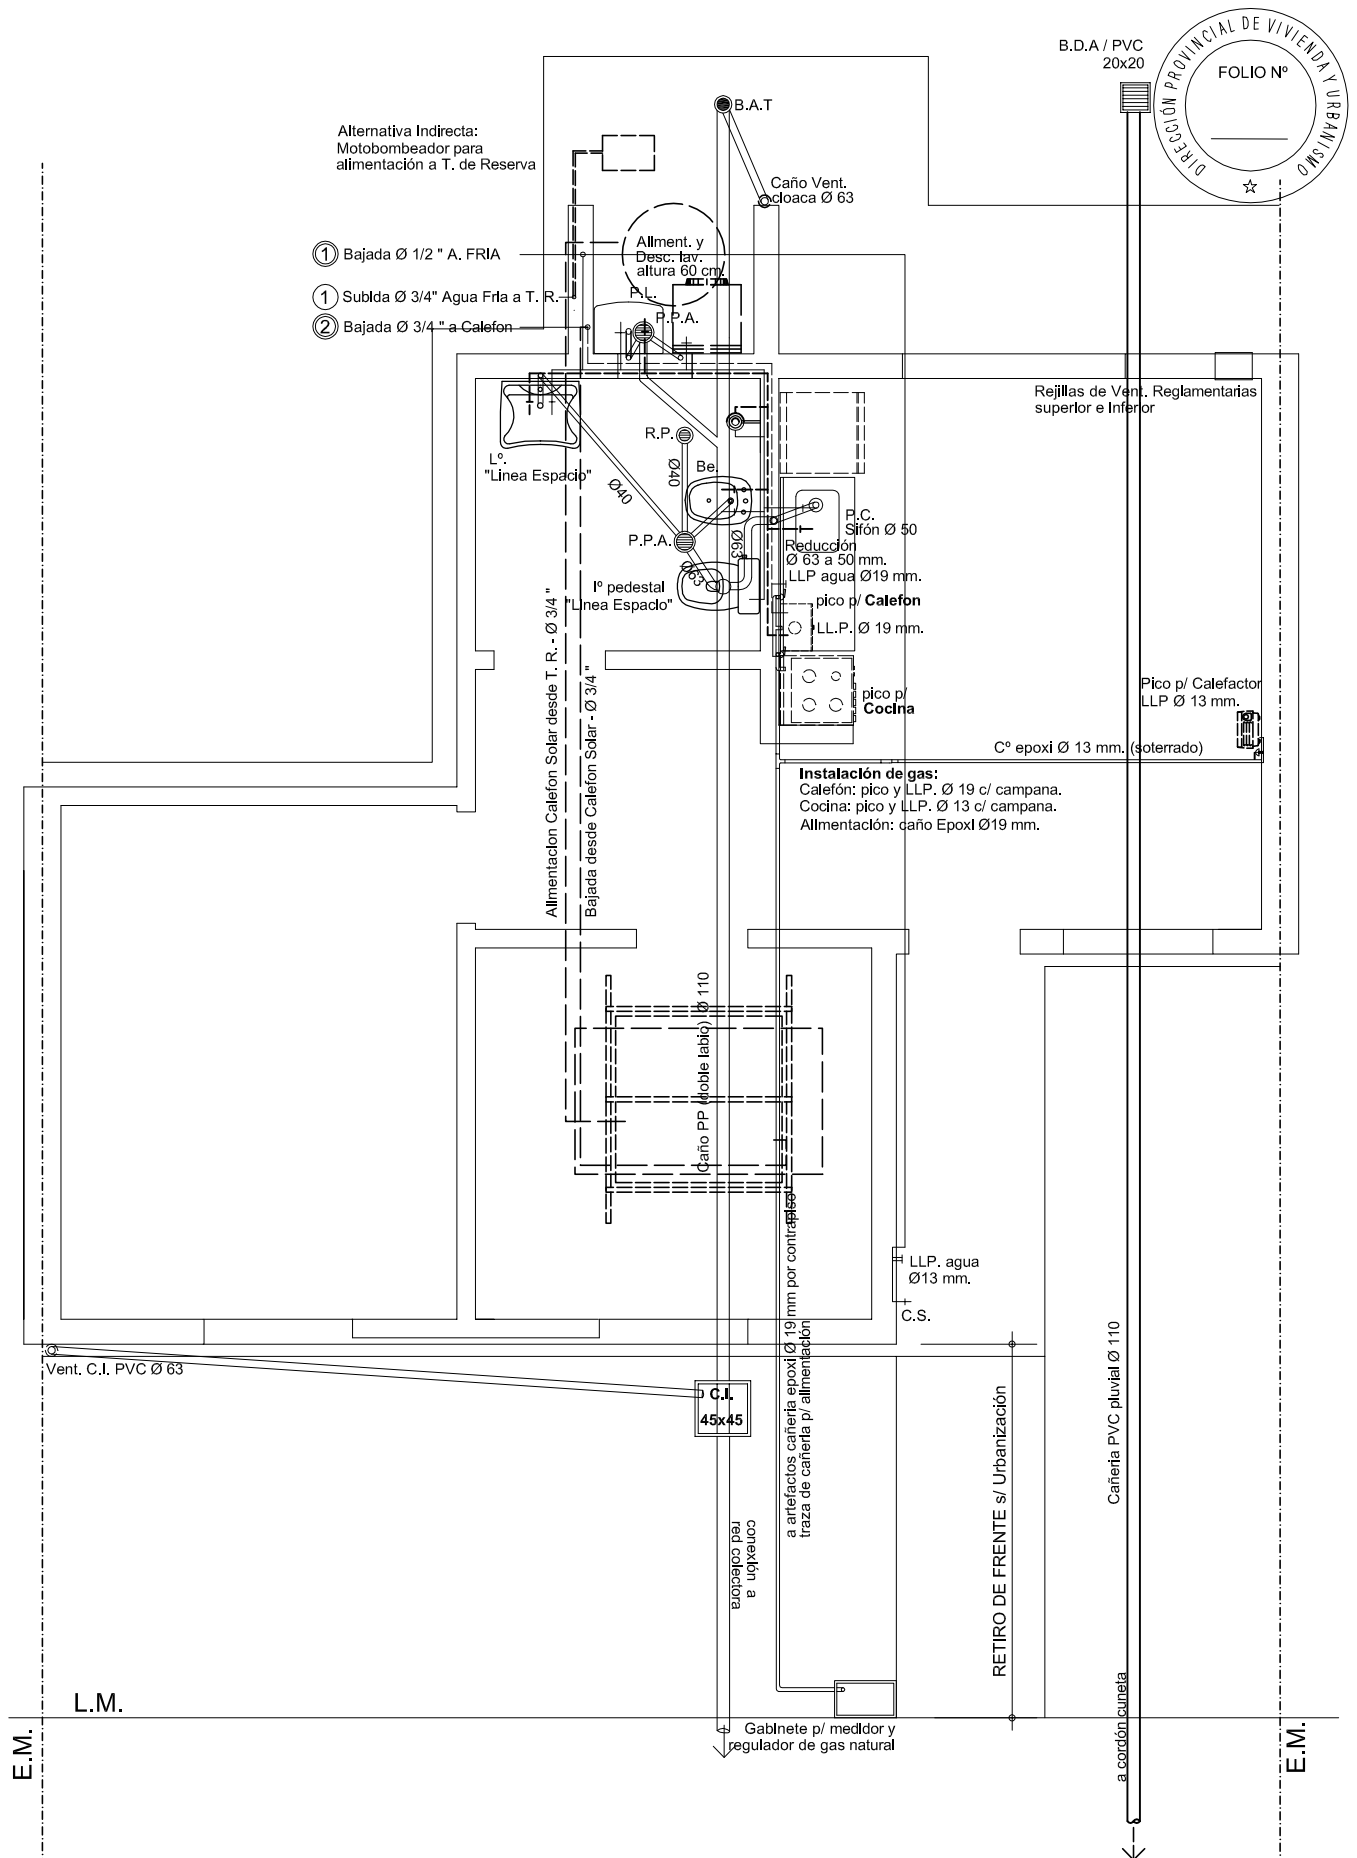 B.D.A / PVC
20x20
DIRECCIÓN PROVINCIAL DE VIVIENDA Y URBANISMO
FOLIO Nº
B.A.T
Alternativa Indirecta:
Motobombeador para
alimentación a T. de Reserva
Caño Vent.
cloaca Ø 63
1 Bajada Ø 1/2 " A. FRIA
Aliment. y
Desc. lav.
altura 60 cm.
1 Subida Ø 3/4" Agua Fria a T. R.
P.L.
P.P.A.
2 Bajada Ø 3/4 " a Calefon
Rejillas de Vent. Reglamentarias
superior e Inferior
R.P.
Lº.
"Linea Espacio"
Ø40
Ø40
Be.
P.C.
Sifón Ø 50
P.P.A.
Ø63
Ø63
Reducción
Ø 63 a 50 mm.
LLP agua Ø19 mm.
Iº pedestal
"Linea Espacio"
pico p/ Calefon
LL.P. Ø 19 mm.
pico p/
Cocina
Pico p/ Calefactor
LLP Ø 13 mm.
Cº epoxi Ø 13 mm. (soterrado)
Alimentacion Calefon Solar desde T. R. - Ø 3/4 "
Bajada desde Calefon Solar - Ø 3/4 "
Instalación de gas:
Calefón: pico y LLP. Ø 19 c/ campana.
Cocina: pico y LLP. Ø 13 c/ campana.
Alimentación: caño Epoxi Ø19 mm.
Caño PP (doble labio) Ø 110
LLP. agua
Ø13 mm.
C.S.
a artefactos cañeria epoxi Ø 19 mm por contrapiso
traza de cañeria p/ alimentación
Vent. C.I. PVC Ø 63
C.I.
45x45
RETIRO DE FRENTE s/ Urbanización
Cañeria PVC pluvial Ø 110
conexión a
red colectora
a cordón cuneta
L.M.
E.M.
Gabinete p/ medidor y
regulador de gas natural
E.M.